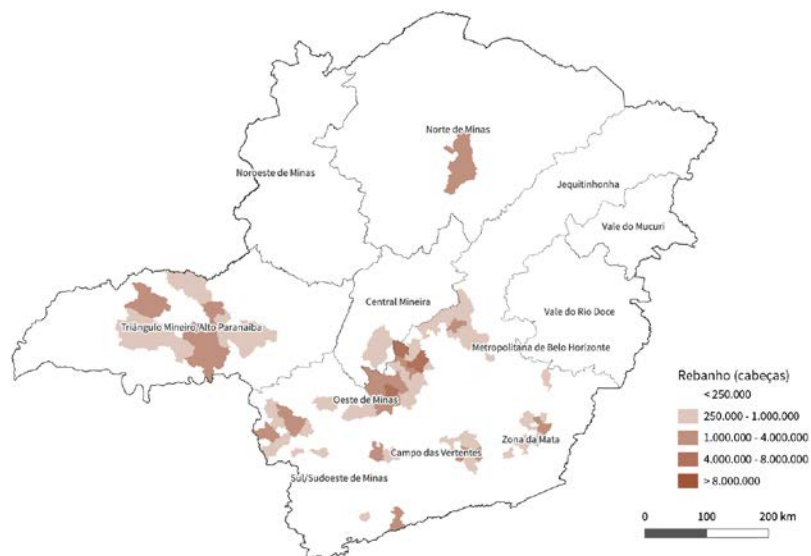 Norte de Minas
Noroeste de Minas
Jequitinhonha
Vale do Mucuri
Central Mineira
Vale do Rio Doce
Triângulo Mineiro/Alto Paranaíba
Metropolitana de Belo Horizonte
Oeste de Minas
Zona da Mata
Campo das Vertentes
Sul/Sudoeste de Minas
Rebanho (cabeças)
< 250.000
250.000 - 1.000.000
1.000.000 - 4.000.000
4.000.000 - 8.000.000
> 8.000.000
0 100 200 km